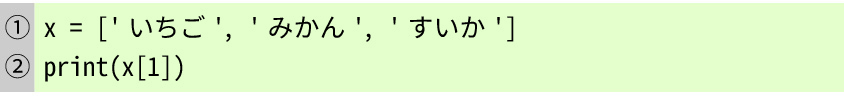 ① x = ['いちご', 'みかん', 'すいか']
② print(x[1])